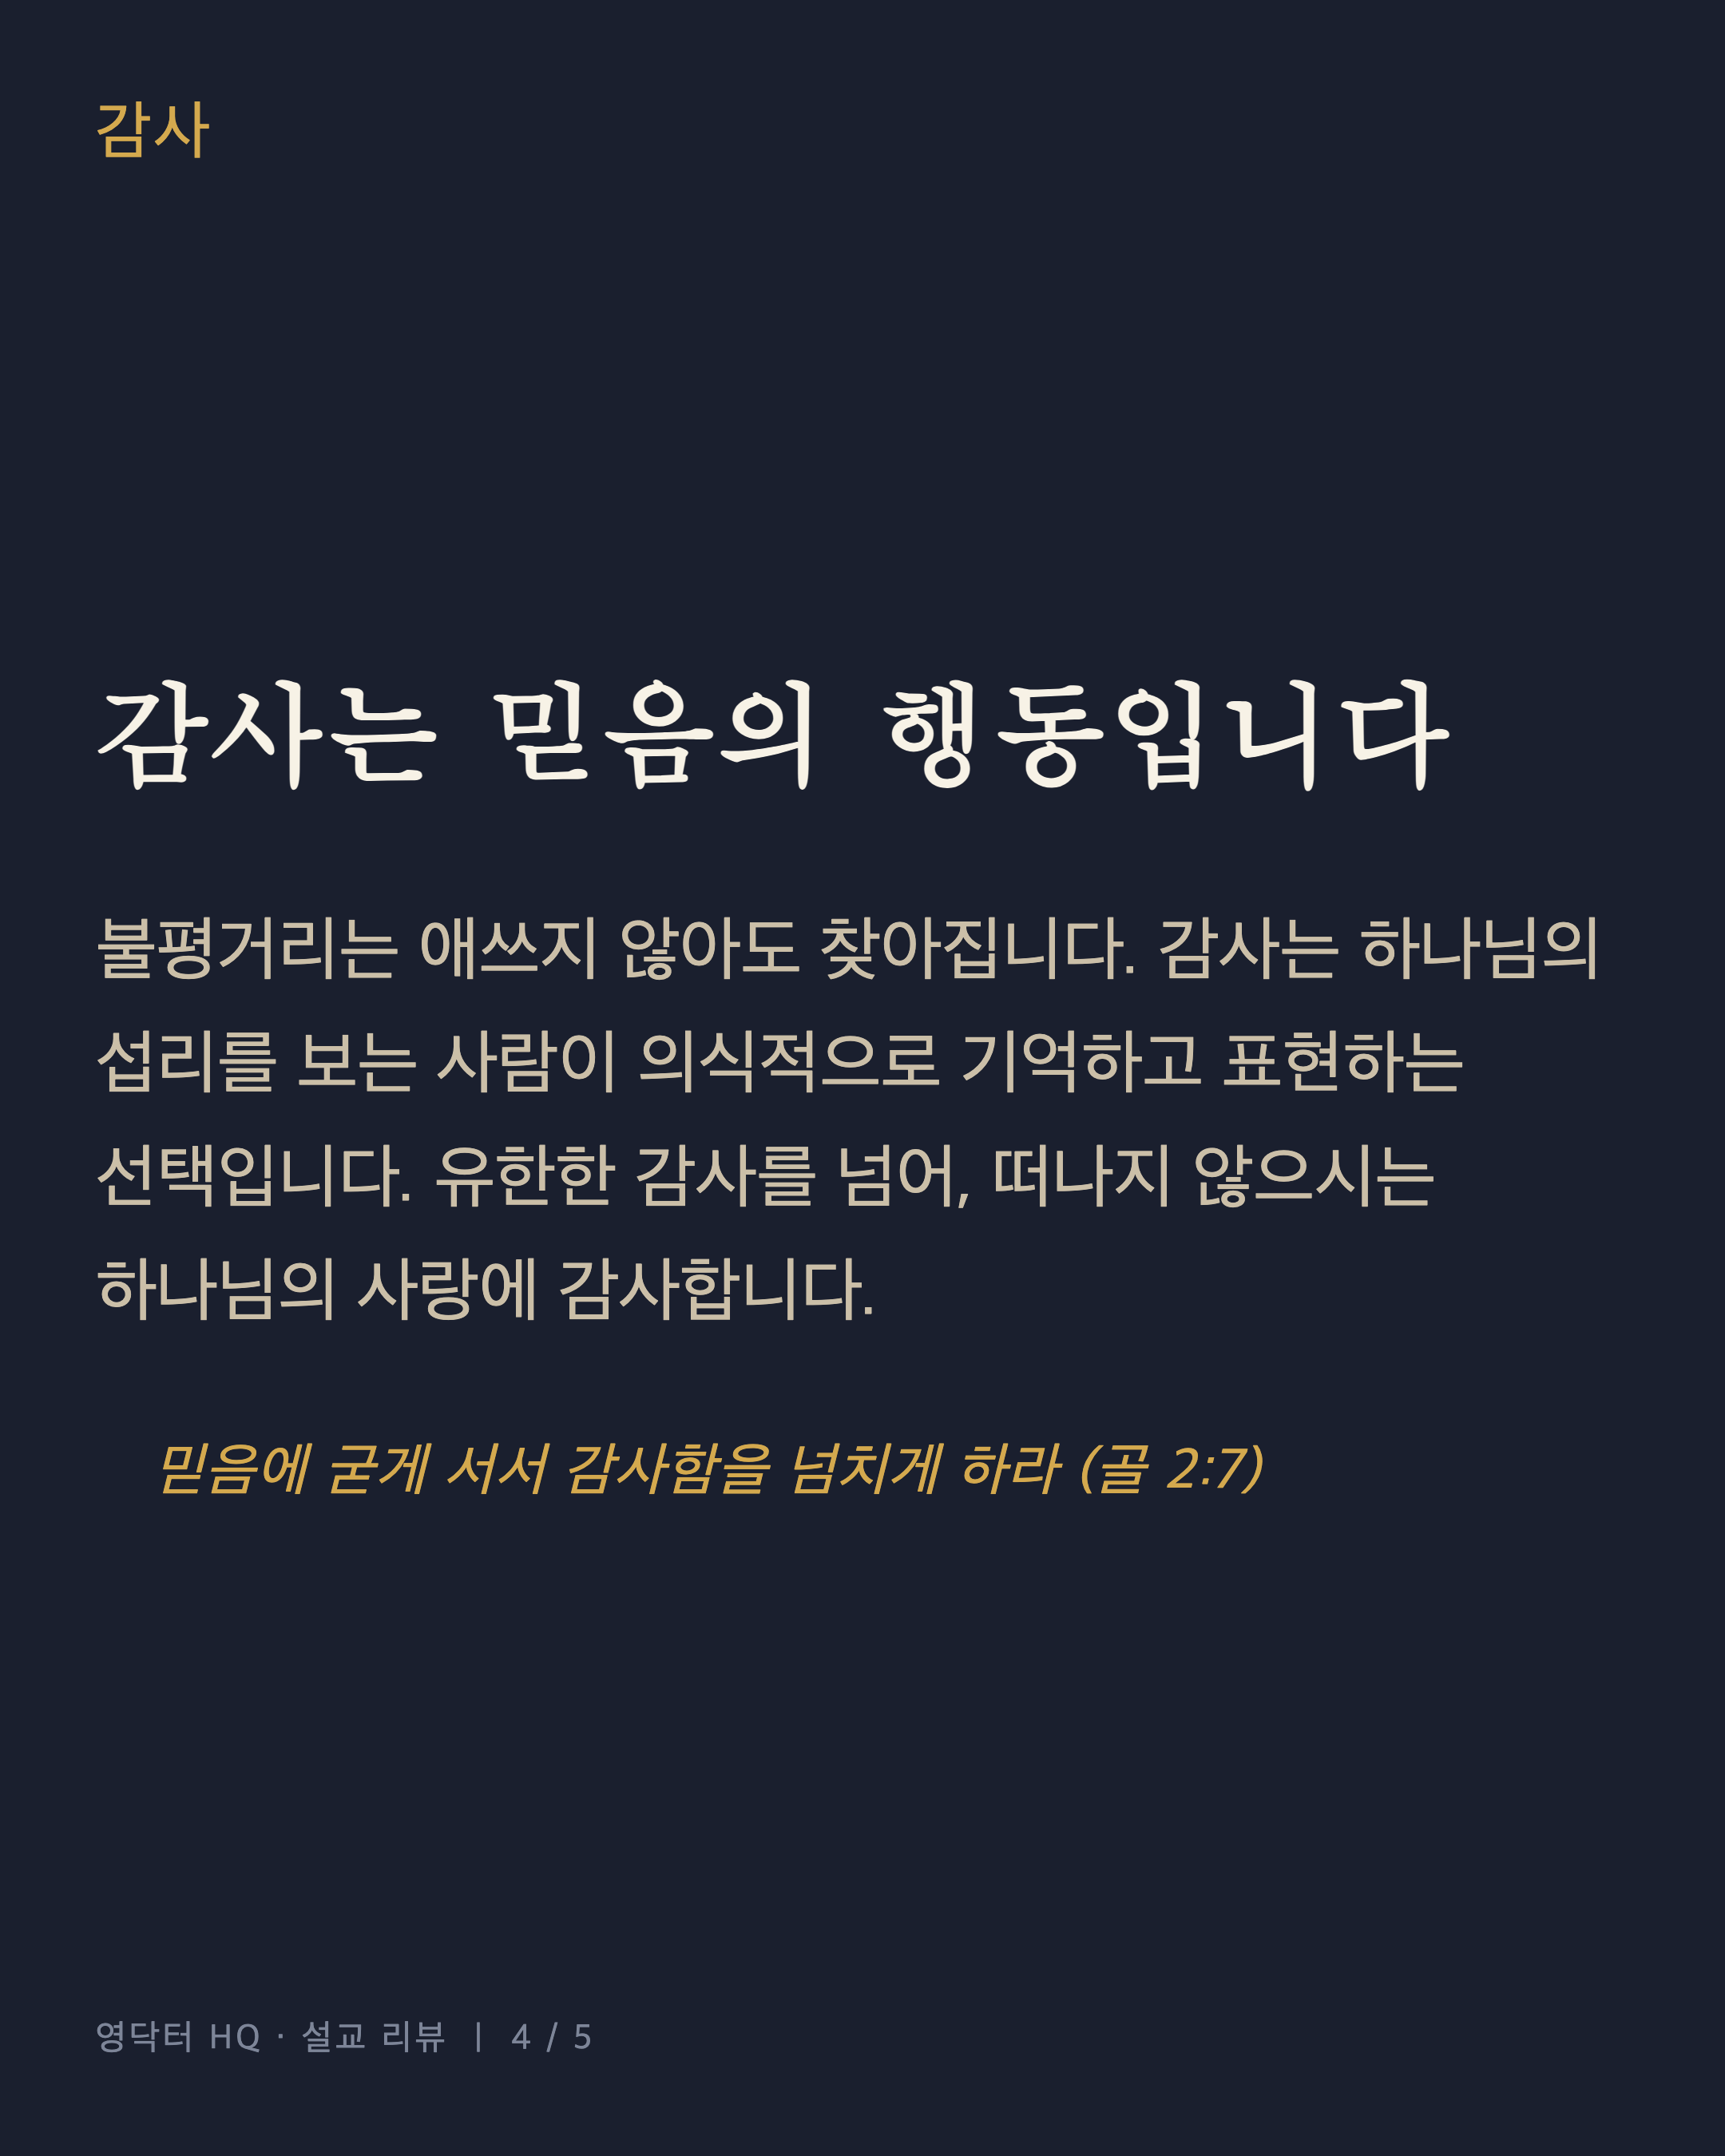 감사
감사는 믿음의 행동입니다
불평거리는 애쓰지 않아도 찾아집니다. 감사는 하나님의
섭리를 보는 사람이 의식적으로 기억하고 표현하는
선택입니다. 유한한 감사를 넘어, 떠나지 않으시는
하나님의 사랑에 감사합니다.
믿음에 굳게 서서 감사함을 넘치게 하라 (골 2:7)
영닥터 HQ · 설교 리뷰 | 4 / 5